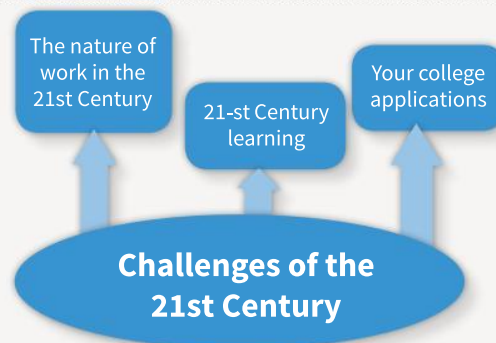 The nature of
work in the
21st Century
21-st Century
learning
Your college
applications
Challenges of the
21st Century